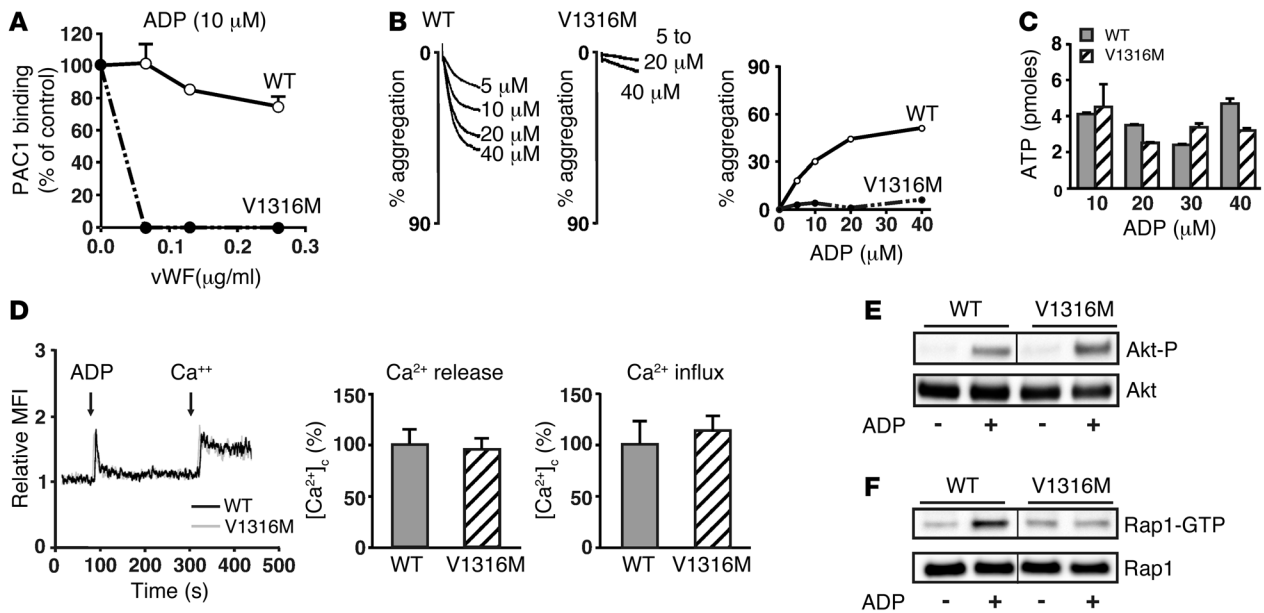 A
ADP (10 μM)
PAC1 binding
(% of control)
120
100
80
60
40
20
0
WT
V1316M
0.0
0.1
0.2
0.3
vWF(μg/ml)
B
WT
V1316M
0
% aggregation
90
5 μM
10 μM
20 μM
40 μM
0
% aggregation
90
5 to
20 μM
40 μM
90
60
30
0
% aggregation
WT
V1316M
0
10
20
30
40
ADP (μM)
C
WT
V1316M
8
6
4
2
0
ATP (pmoles)
10
20
30
40
ADP (μM)
D
3
2
1
0
Relative MFI
ADP
Ca++
WT
V1316M
0
100 200 300 400 500
Time (s)
Ca2+ release
150
100
50
0
[Ca2+]c (%)
WT
V1316M
Ca2+ influx
150
100
50
0
[Ca2+]c (%)
WT
V1316M
E
WT
V1316M
Akt-P
Akt
ADP - + - +
F
WT
V1316M
Rap1-GTP
Rap1
ADP - + - +